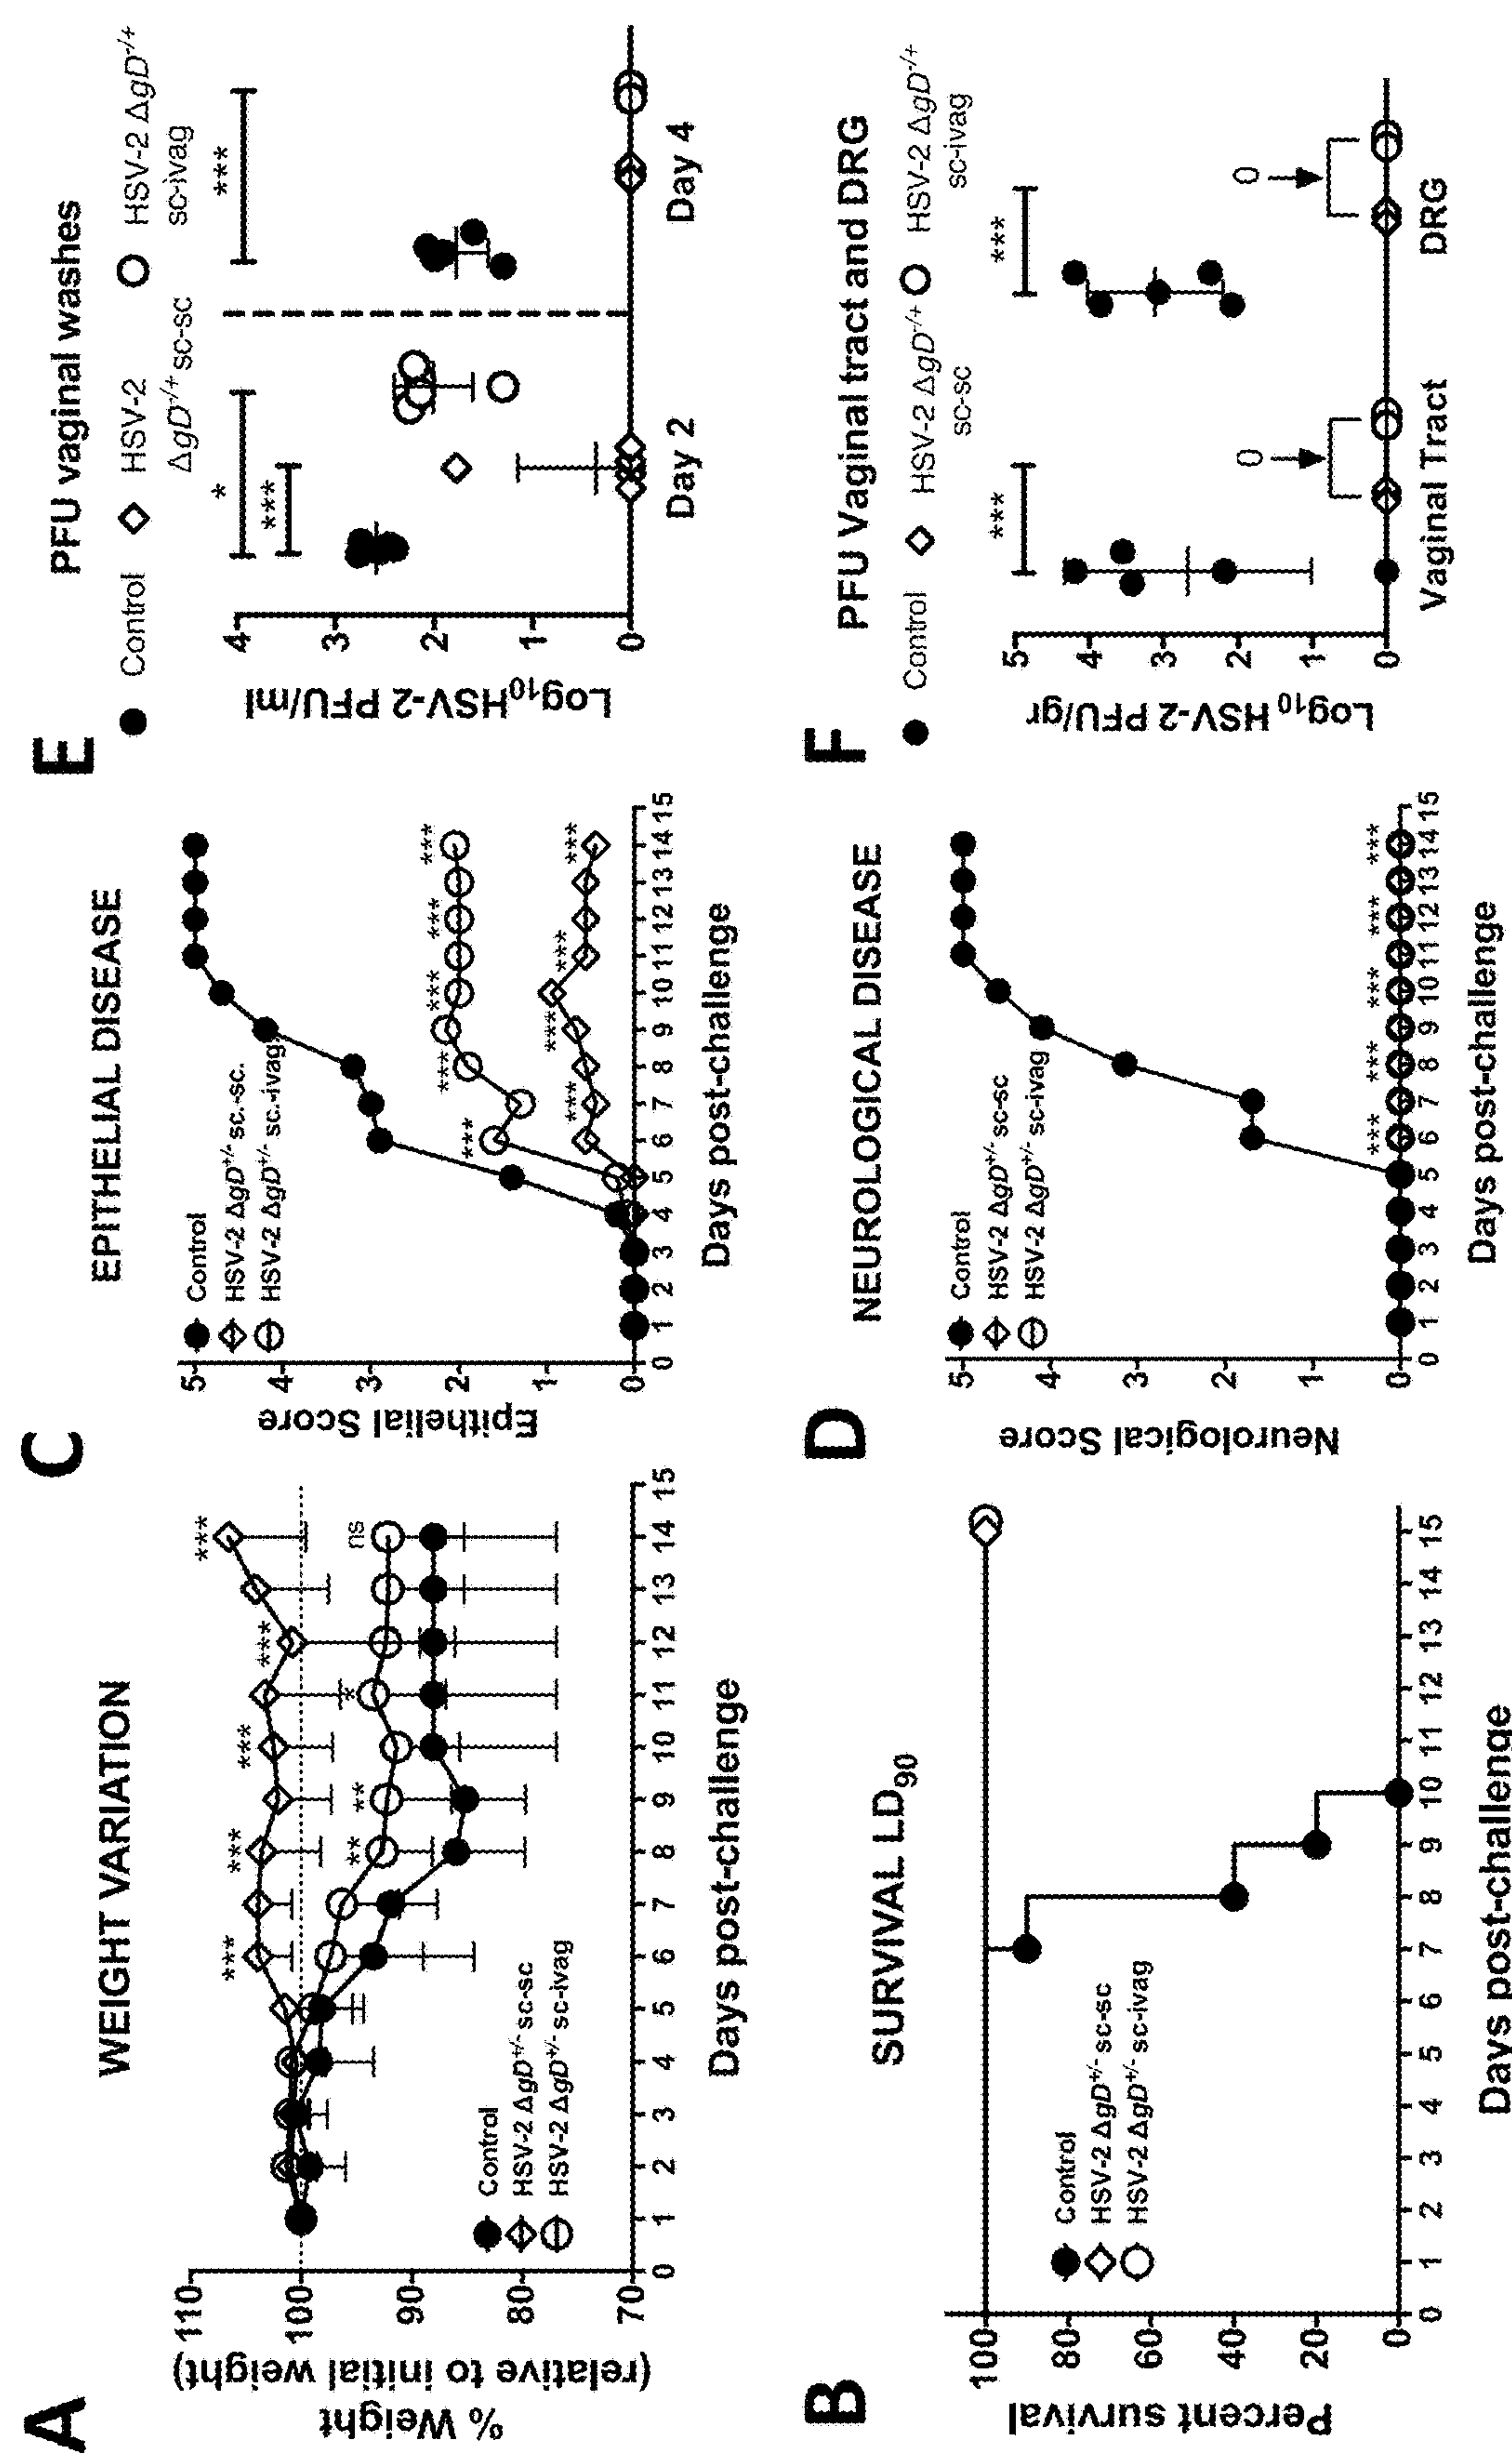 A
WEIGHT VARIATION
% Weight
(relative to initial weight)
110
100
90
80
70
***
***
***
***
***
**
**
*
ns
Control
HSV-2 ΔgD+/- sc-sc
HSV-2 ΔgD+/- sc-ivag
0 1 2 3 4 5 6 7 8 9 10 11 12 13 14 15
Days post-challenge
B
SURVIVAL LD90
Percent survival
100
80
60
40
20
0
Control
HSV-2 ΔgD+/- sc-sc
HSV-2 ΔgD+/- sc-ivag
0 1 2 3 4 5 6 7 8 9 10 11 12 13 14 15
Days post-challenge
C
EPITHELIAL DISEASE
Epithelial Score
5
4
3
2
1
0
Control
HSV-2 ΔgD+/- sc.-sc.
HSV-2 ΔgD+/- sc.-ivag
*** *** *** *** ***
*** *** *** ***
0 1 2 3 4 5 6 7 8 9 10 11 12 13 14 15
Days post-challenge
D
NEUROLOGICAL DISEASE
Neurological Score
5
4
3
2
1
0
Control
HSV-2 ΔgD+/- sc-sc
HSV-2 ΔgD+/- sc-ivag
*** *** *** *** ***
0 1 2 3 4 5 6 7 8 9 10 11 12 13 14 15
Days post-challenge
E
PFU vaginal washes
Control
HSV-2
ΔgD-/+ sc-sc
HSV-2 ΔgD-/+
sc-ivag
Log10HSV-2 PFU/ml
4
3
2
1
0
*
***
***
Day 2
Day 4
F
PFU Vaginal tract and DRG
Control
HSV-2 ΔgD-/+
sc-sc
HSV-2 ΔgD-/+
sc-ivag
Log10 HSV-2 PFU/gr
5
4
3
2
1
0
***
***
0
0
Vaginal Tract
DRG